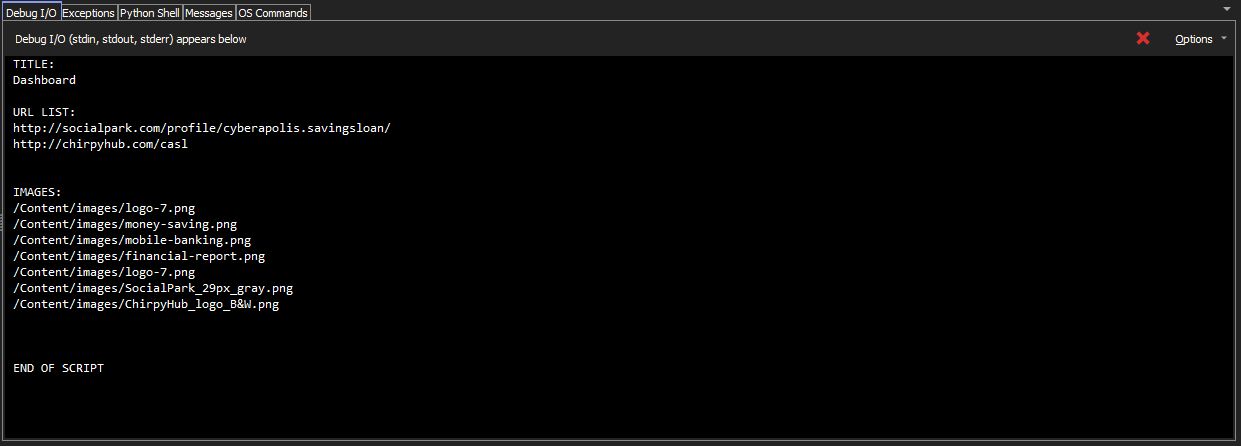 Debug I/O Exceptions Python Shell Messages OS Commands
Debug I/O (stdin, stdout, stderr) appears below Options
TITLE:
Dashboard
URL LIST:
http://socialpark.com/profile/cyberapolis.savingsloan/
http://chirpyhub.com/casl
IMAGES:
/Content/images/logo-7.png
/Content/images/money-saving.png
/Content/images/mobile-banking.png
/Content/images/financial-report.png
/Content/images/logo-7.png
/Content/images/SocialPark_29px_gray.png
/Content/images/ChirpyHub_logo_B&W.png
END OF SCRIPT